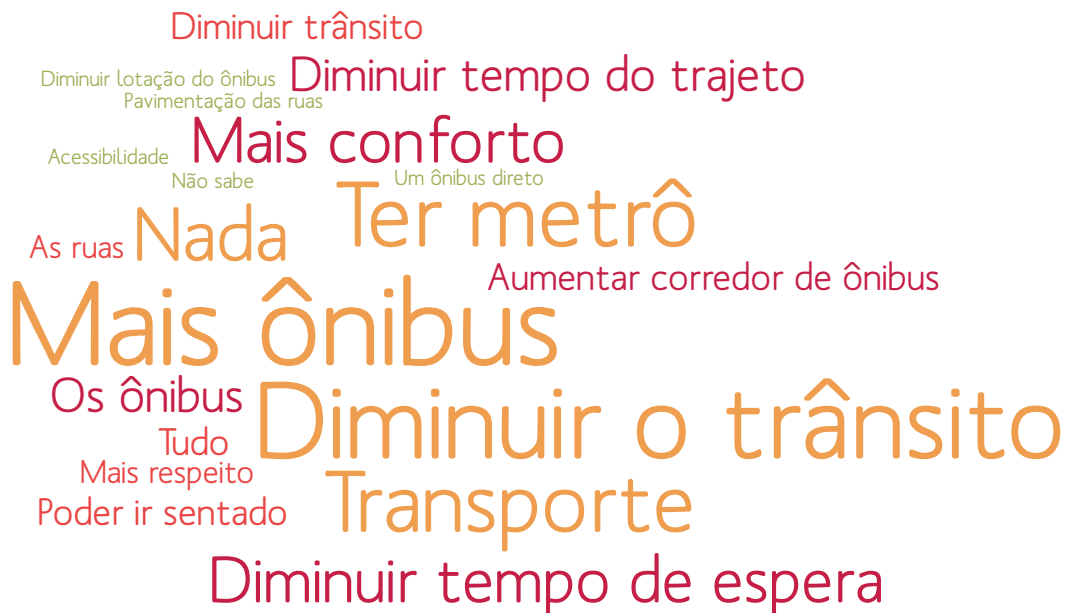 Diminuir trânsito
Diminuir lotação do ônibus
Diminuir tempo do trajeto
Pavimentação das ruas
Mais conforto
Acessibilidade
Não sabe
Um ônibus direto
Ter metrô
Nada
As ruas
Aumentar corredor de ônibus
Mais ônibus
Os ônibus
Diminuir o trânsito
Tudo
Mais respeito
Poder ir sentado
Transporte
Diminuir tempo de espera